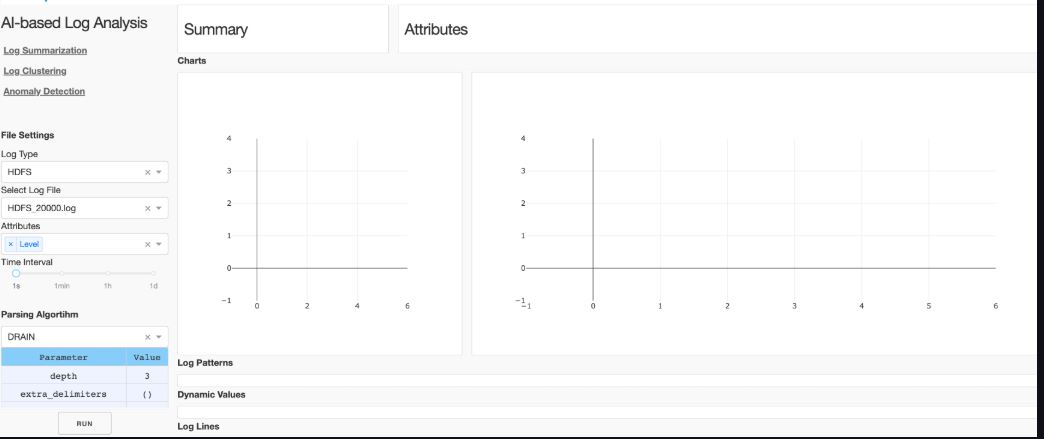 AI-based Log Analysis
Log Summarization
Log Clustering
Anomaly Detection
File Settings
Log Type
HDFS × 
Select Log File
HDFS_20000.log ×
Attributes
× Level ×
Time Interval
1s 1min 1h 1d
Parsing Algortihm
DRAIN ×
Parameter Value
depth 3
extra_delimiters ()
RUN
Summary
Attributes
Charts
4
3
2
1
0
−1
0 2 4 6
4
3
2
1
0
−1
−1 0 1 2 3 4 5 6
Log Patterns
Dynamic Values
Log Lines